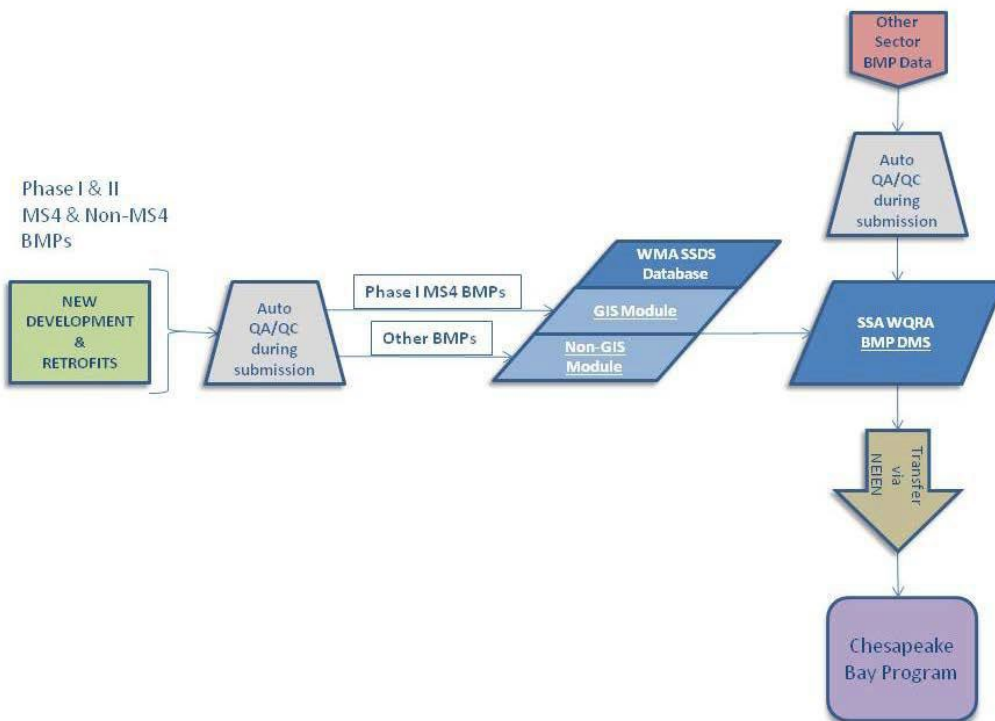 Other
Sector
BMP Data
Auto
QA/QC
during
submission
Phase I & II
MS4 & Non-MS4
BMPs
NEW
DEVELOPMENT
&
RETROFITS
Auto
QA/QC
during
submission
Phase I MS4 BMPs
Other BMPs
WMA SSDS
Database
GIS Module
Non-GIS
Module
SSA WQRA
BMP DMS
Transfer
via
NEIEN
Chesapeake
Bay Program